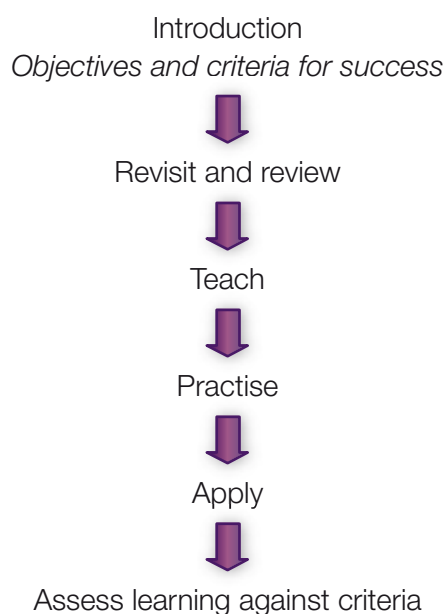 Introduction
Objectives and criteria for success
Revisit and review
Teach
Practise
Apply
Assess learning against criteria